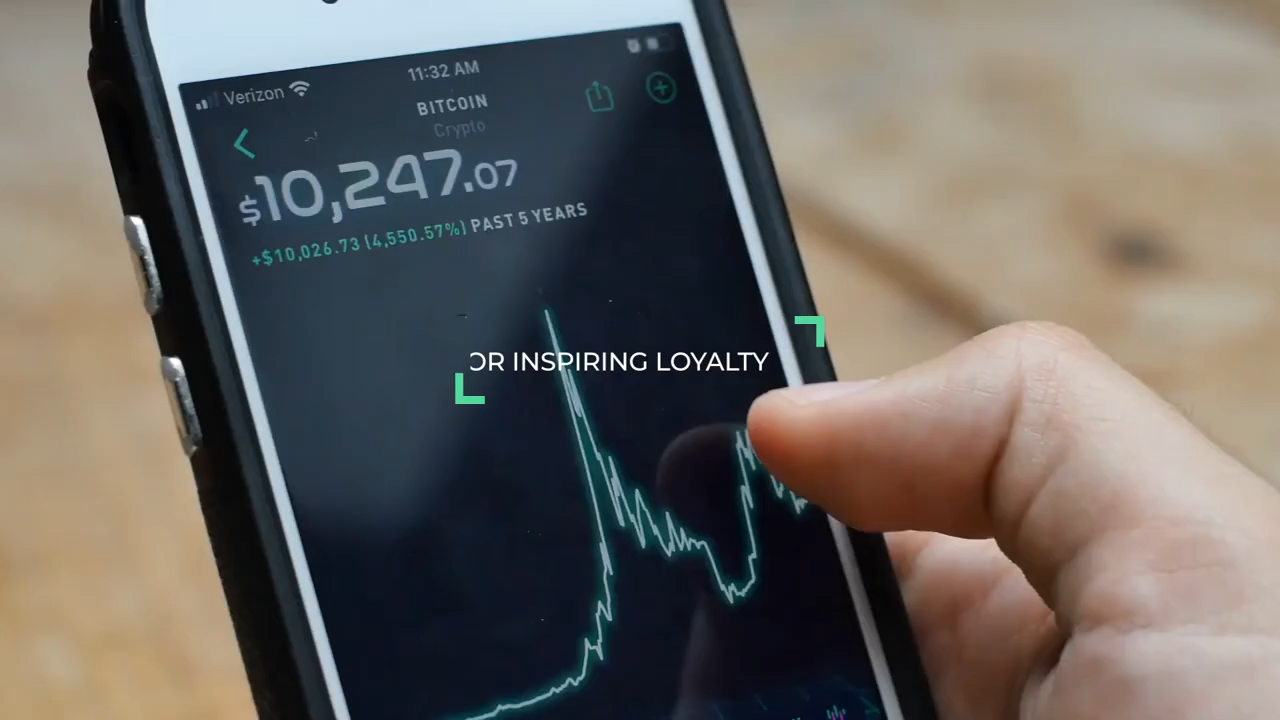 Verizon
11:32 AM
BITCOIN
Crypto
$10,247.07
+$10,026.73 (4,550.57%) PAST 5 YEARS
OR INSPIRING LOYALTY